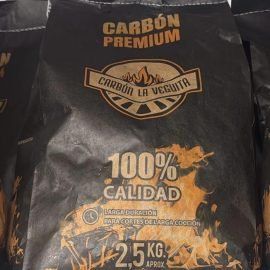 CARBÓN
PREMIUM
CARBÓN LA VEGUITA
100%
CALIDAD
LARGA DURACIÓN
PARA CORTES DE LARGA COCCIÓN
2,5 KG.
APROX